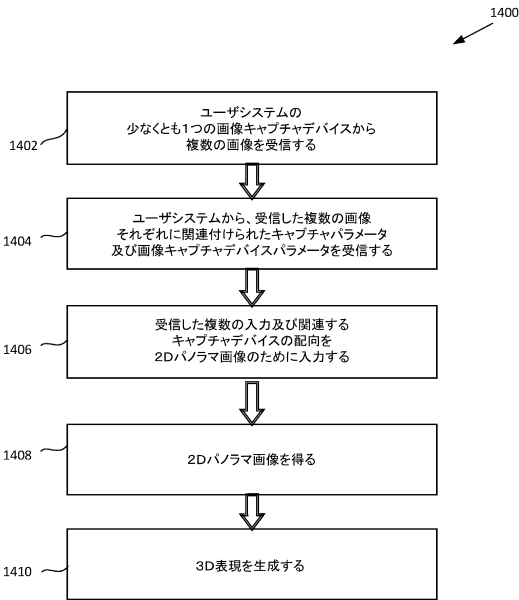 1400
1402
ユーザシステムの
少なくとも1つの画像キャプチャデバイスから
複数の画像を受信する
1404
ユーザシステムから、受信した複数の画像
それぞれに関連付けられたキャプチャパラメータ
及び画像キャプチャデバイスパラメータを受信する
1406
受信した複数の入力及び関連する
キャプチャデバイスの配向を
2Dパノラマ画像のために入力する
1408
2Dパノラマ画像を得る
1410
3D表現を生成する